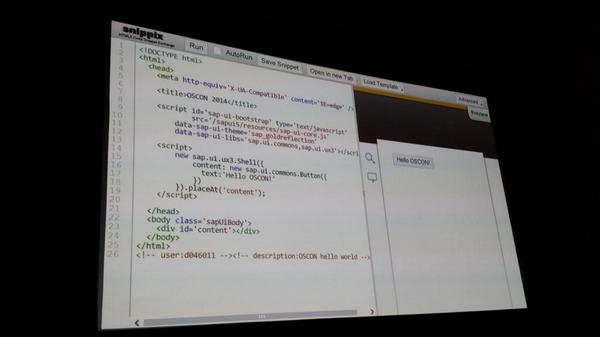 snippix
HTML5 Code Snippet Exchange
Run
AutoRun
Save Snippet
Open in new Tab
Load Template
Advanced
Preview
1 <!DOCTYPE html>
2 <html>
3 <head>
4
5 <meta http-equiv='X-UA-Compatible' content='IE=edge' />
6
7 <title>OSCON 2014</title>
8
9 <script id='sap-ui-bootstrap' type='text/javascript'
10 src='/sapui5/resources/sap-ui-core.js'
11 data-sap-ui-theme='sap_goldreflection'
12 data-sap-ui-libs='sap.ui.commons,sap.ui.ux3'></scri
13
14 <script>
15 new sap.ui.ux3.Shell({
16 content: new sap.ui.commons.Button({
17 text:'Hello OSCON!'
18 })
19 }).placeAt('content');
20 </script>
21
22 </head>
23 <body class='sapUiBody'>
24 <div id='content'></div>
25 </body>
26 </html>
<!-- user:d046011 --><!-- description:OSCON hello world -->
Hello OSCON!